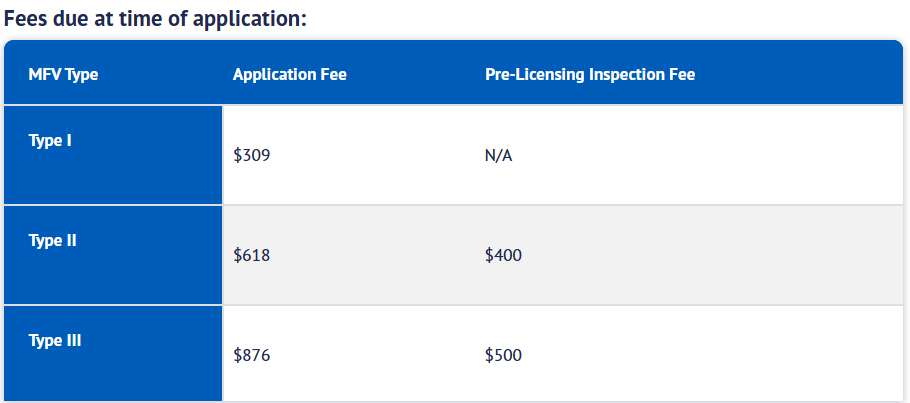 Fees due at time of application:
MFV Type Application Fee Pre-Licensing Inspection Fee
Type I $309 N/A
Type II $618 $400
Type III $876 $500